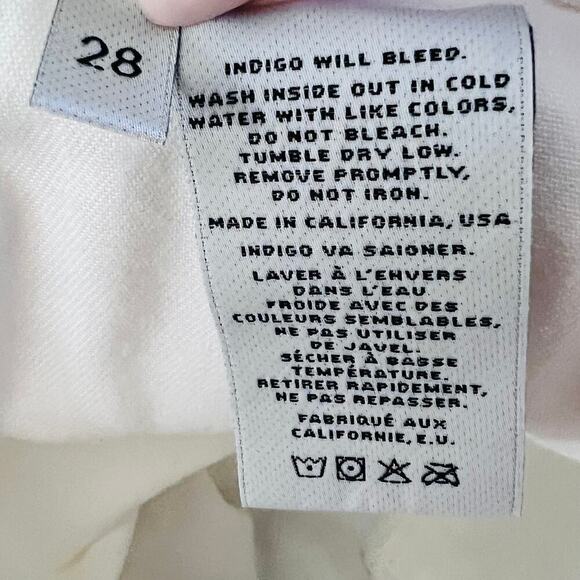 28
INDIGO WILL BLEED.
WASH INSIDE OUT IN COLD
WATER WITH LIKE COLORS,
DO NOT BLEACH.
TUMBLE DRY LOW.
REMOVE PROMPTLY,
DO NOT IRON.
MADE IN CALIFORNIA, USA
INDIGO VA SAIGNER.
LAVER À L'ENVERS
DANS L'EAU
FROIDE AVEC DES
COULEURS SEMBLABLES,
NE PAS UTILISER
DE JAVEL.
SÉCHER À BASSE
TEMPÉRATURE.
RETIRER RAPIDEMENT,
NE PAS REPASSER.
FABRIQUÉ AUX
CALIFORNIE, E.U.